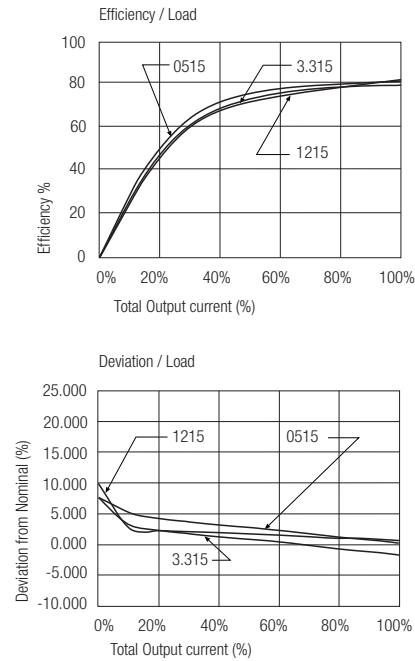 Efficiency / Load
100
80
60
40
20
0
Efficiency %
0515
3.315
1215
0% 20% 40% 60% 80% 100%
Total Output current (%)
Deviation / Load
25.000
20.000
15.000
10.000
5.000
0.000
-5.000
-10.000
Deviation from Nominal (%)
1215
0515
3.315
0% 20% 40% 60% 80% 100%
Total Output current (%)